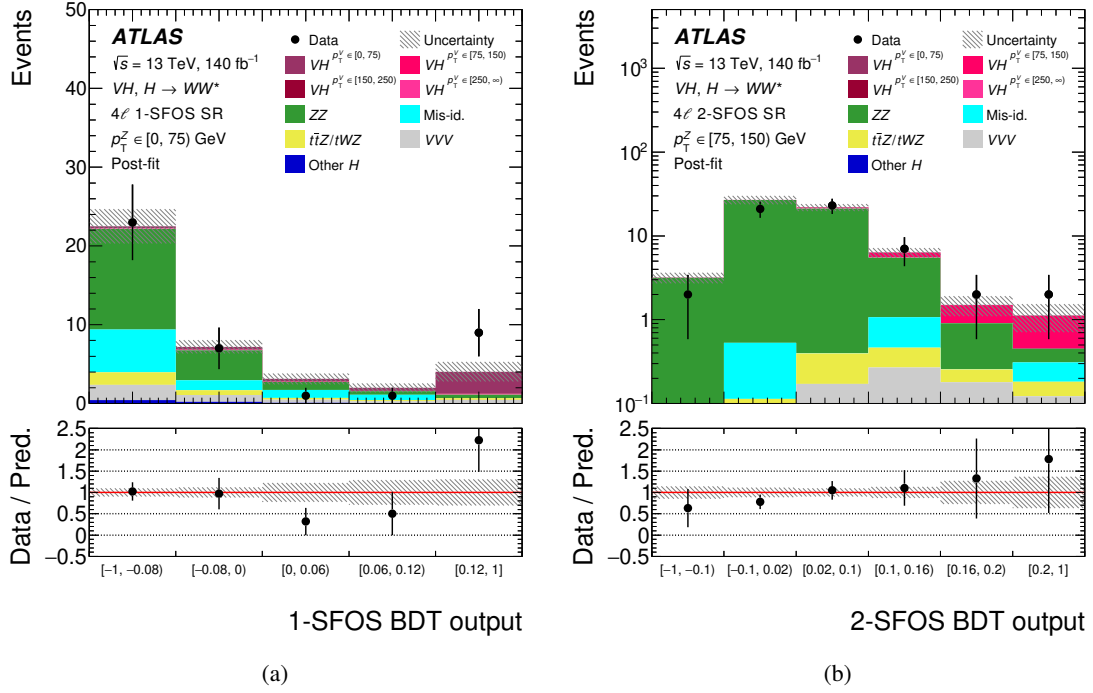 Events
50
40
30
20
10
0
ATLAS
√s = 13 TeV, 140 fb⁻¹
VH, H → WW*
4ℓ 1-SFOS SR
p_T^Z ∈ [0, 75) GeV
Post-fit
Data
Uncertainty
VH^{p_T^V ∈ [0, 75)}
VH^{p_T^V ∈ [75, 150)}
VH^{p_T^V ∈ [150, 250)}
VH^{p_T^V ∈ [250, ∞)}
ZZ
Mis-id.
tt̄Z/tWZ
VVV
Other H
Data / Pred.
2.5
2
1.5
1
0.5
0
−0.5
[−1, −0.08)
[−0.08, 0)
[0, 0.06)
[0.06, 0.12)
[0.12, 1]
1-SFOS BDT output
(a)
Events
10³
10²
10
1
10⁻¹
ATLAS
√s = 13 TeV, 140 fb⁻¹
VH, H → WW*
4ℓ 2-SFOS SR
p_T^Z ∈ [75, 150) GeV
Post-fit
Data
Uncertainty
VH^{p_T^V ∈ [0, 75)}
VH^{p_T^V ∈ [75, 150)}
VH^{p_T^V ∈ [150, 250)}
VH^{p_T^V ∈ [250, ∞)}
ZZ
Mis-id.
tt̄Z/tWZ
VVV
Other H
Data / Pred.
2.5
2
1.5
1
0.5
0
−0.5
[−1, −0.1)
[−0.1, 0.02)
[0.02, 0.1)
[0.1, 0.16)
[0.16, 0.2)
[0.2, 1]
2-SFOS BDT output
(b)